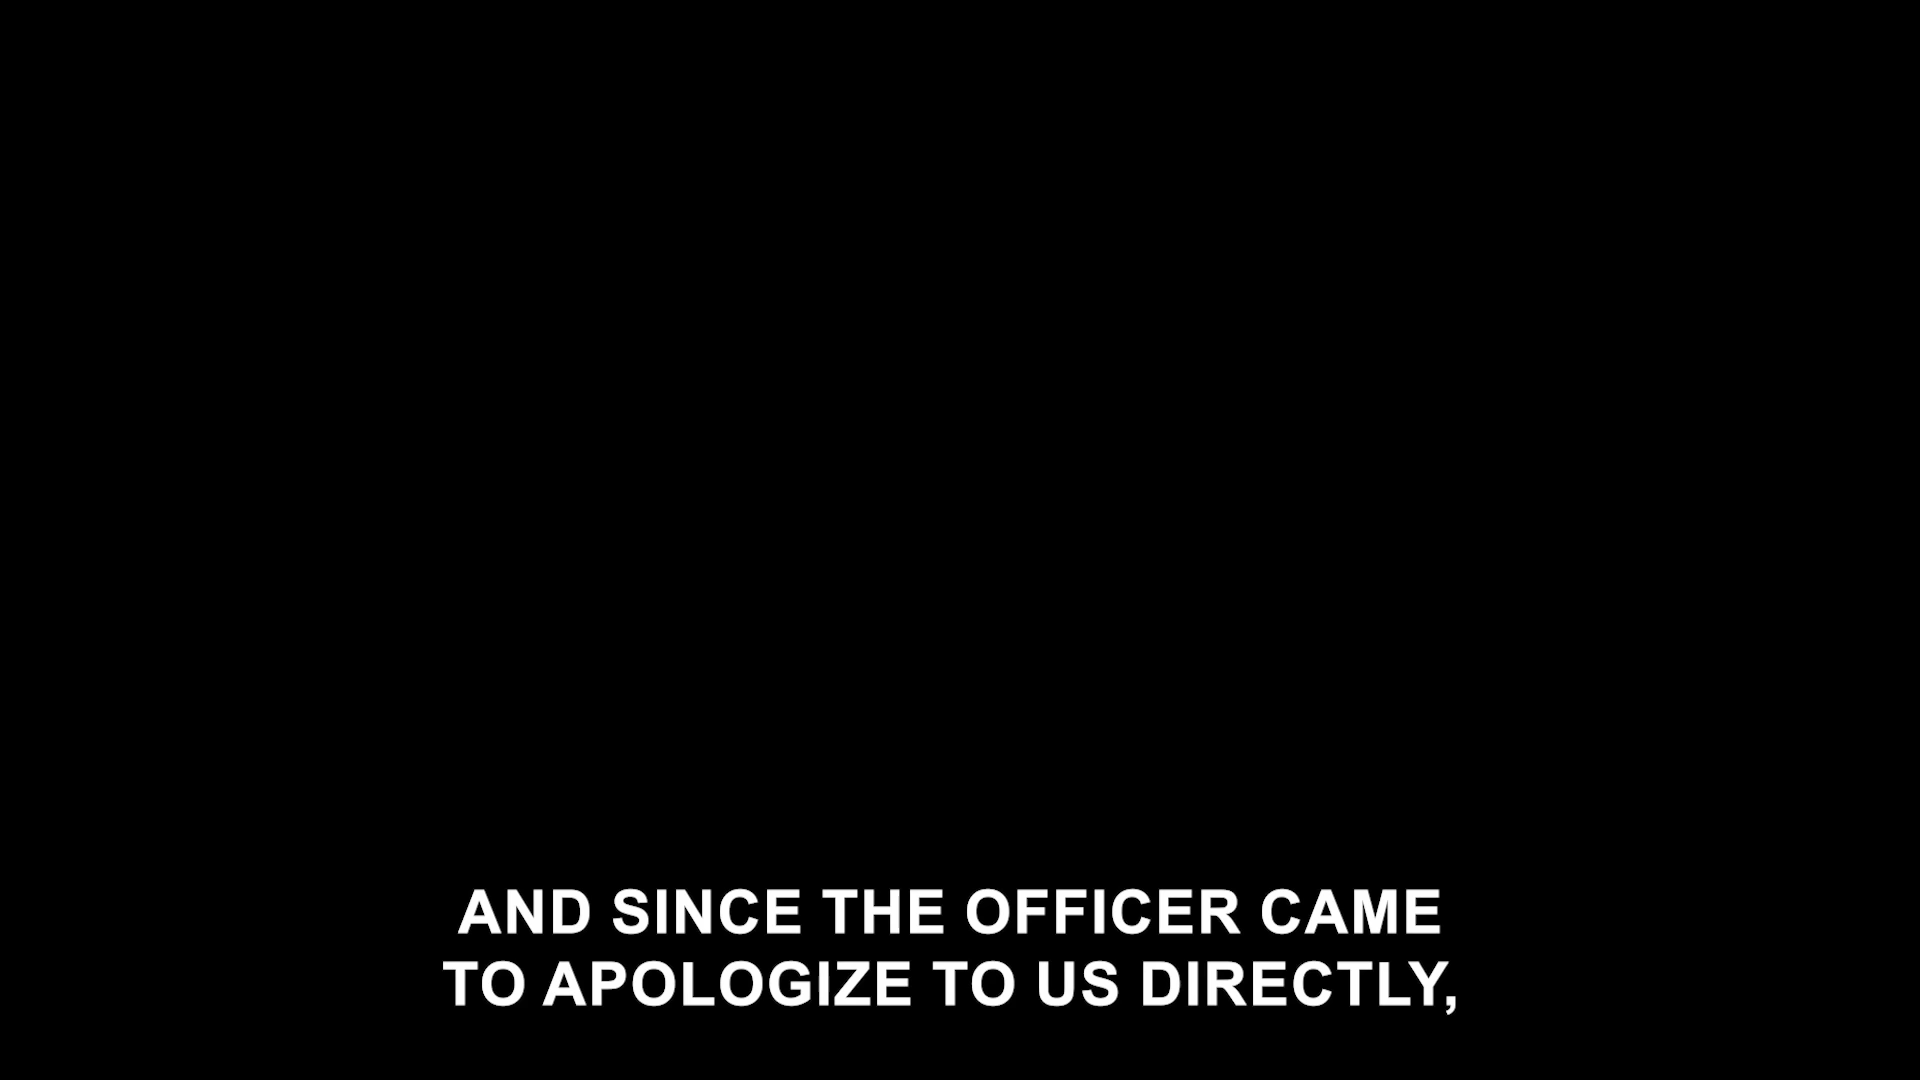 AND SINCE THE OFFICER CAME
TO APOLOGIZE TO US DIRECTLY,